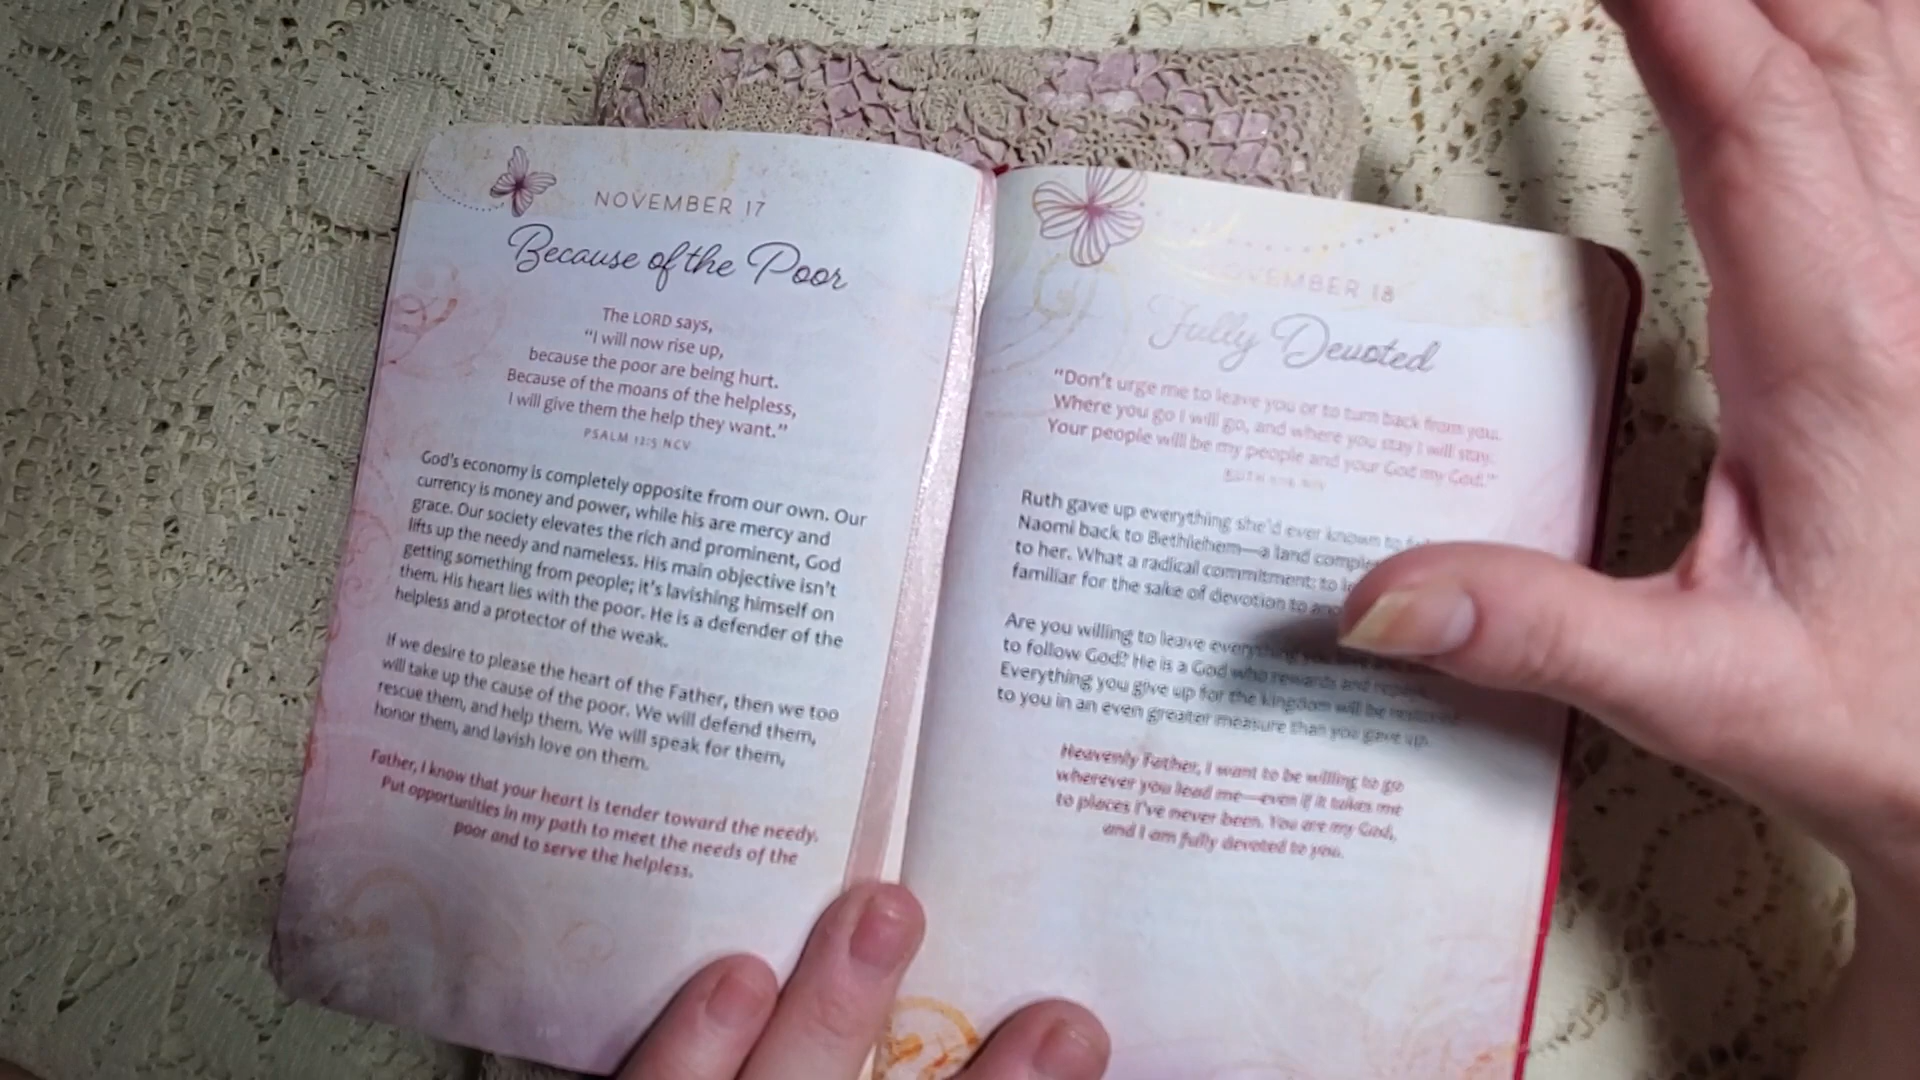 NOVEMBER 17
Because of the Poor
The LORD says,
"I will now rise up,
because the poor are being hurt.
Because of the moans of the helpless,
I will give them the help they want."
PSALM 12:5 NCV
God's economy is completely opposite from our own. Our
currency is money and power, while his are mercy and
grace. Our society elevates the rich and prominent, God
lifts up the needy and nameless. His main objective isn't
getting something from people; it's lavishing himself on
them. His heart lies with the poor. He is a defender of the
helpless and a protector of the weak.
If we desire to please the heart of the Father, then we too
will take up the cause of the poor. We will defend them,
rescue them, and help them. We will speak for them,
honor them, and lavish love on them.
Father, I know that your heart is tender toward the needy.
Put opportunities in my path to meet the needs of the
poor and to serve the helpless.
NOVEMBER 18
Fully Devoted
"Don't urge me to leave you or to turn back from you.
Where you go I will go, and where you stay I will stay.
Your people will be my people and your God my God."
RUTH
Ruth gave up everything she'd ever known to
Naomi back to Bethlehem—a land
to her. What a radical commitment: to
familiar for the sake of devotion to
Are you willing to leave everything you
to follow God? He is a God who rewards and
Everything you give up for the kingdom will be
to you in an even greater measure than you gave up.
Heavenly Father, I want to be willing to go
wherever you lead me—even if it takes me
to places I've never been. You are my God,
and I am fully devoted to you.